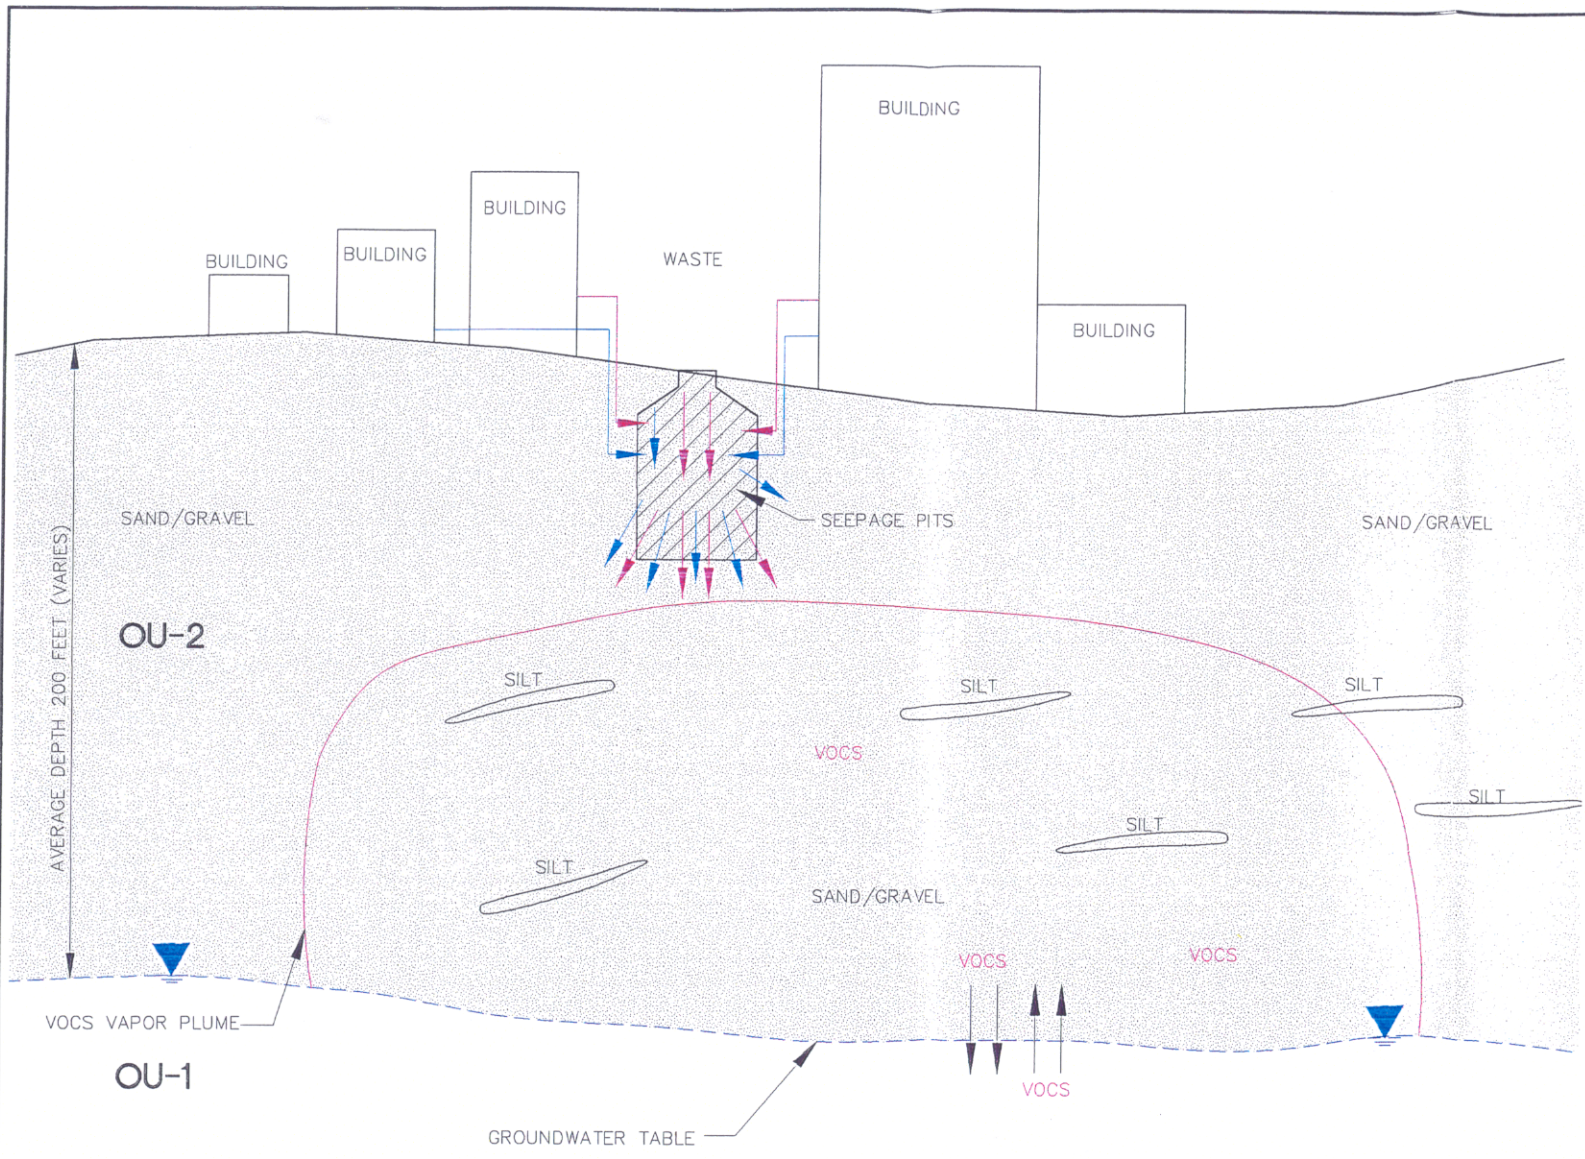 BUILDING
BUILDING
WASTE
BUILDING
BUILDING
BUILDING
SAND/GRAVEL
SEEPAGE PITS
SAND/GRAVEL
AVERAGE DEPTH 200 FEET (VARIES)
OU-2
SILT
SILT
SILT
VOCS
SILT
SILT
SILT
SAND/GRAVEL
VOCS
VOCS
VOCS VAPOR PLUME
OU-1
VOCS
GROUNDWATER TABLE